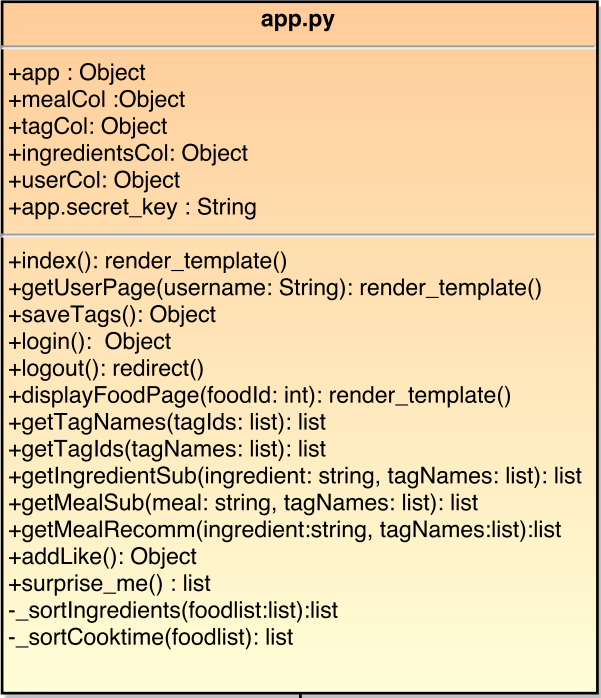 app.py
+app : Object
+mealCol :Object
+tagCol: Object
+ingredientsCol: Object
+userCol: Object
+app.secret_key : String
+index(): render_template()
+getUserPage(username: String): render_template()
+saveTags(): Object
+login():  Object
+logout(): redirect()
+displayFoodPage(foodId: int): render_template()
+getTagNames(tagIds: list): list
+getTagIds(tagNames: list): list
+getIngredientSub(ingredient: string, tagNames: list): list
+getMealSub(meal: string, tagNames: list): list
+getMealRecomm(ingredient:string, tagNames:list):list
+addLike(): Object
+surprise_me() : list
-_sortIngredients(foodlist:list):list
-_sortCooktime(foodlist): list